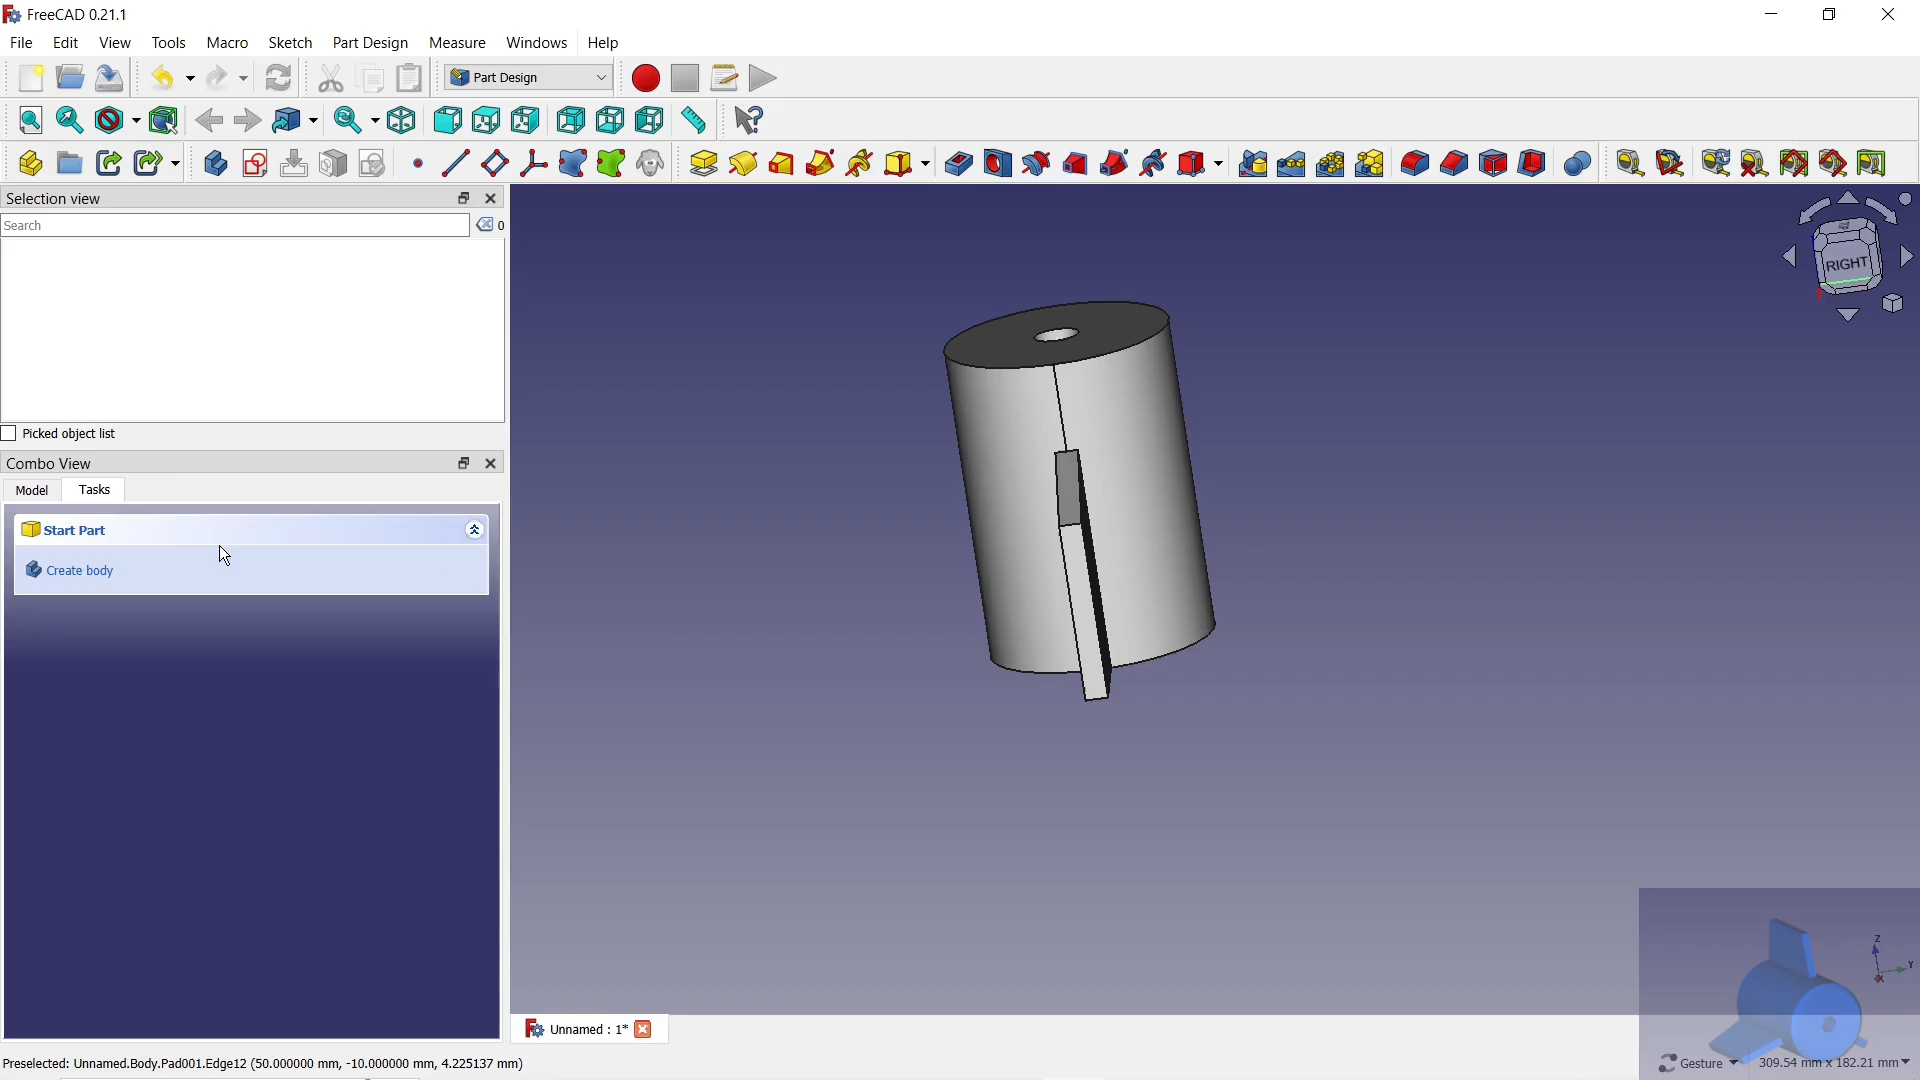 FreeCAD 0.21.1
File Edit View Tools Macro Sketch Part Design Measure Windows Help
Part Design
Selection view
Search
0
Picked object list
Combo View
Model Tasks
Start Part
Create body
RIGHT
Z
Y
X
Unnamed : 1*
Preselected: Unnamed.Body.Pad001.Edge12 (50.000000 mm, -10.000000 mm, 4.225137 mm)
Gesture 309.54 mm x 182.21 mm